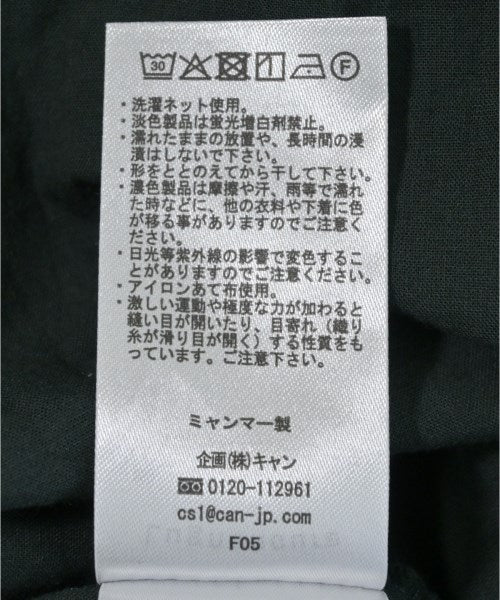 30 F
・洗濯ネット使用。
・淡色製品は蛍光増白剤禁止。
・濡れたままの放置や、長時間の浸
漬はしないで下さい。
・形をととのえてから干して下さい。
・濃色製品は摩擦や汗、雨等で濡れ
た時などに、他の衣料や下着に色
が移る事がありますのでご注意く
ださい。
・日光等紫外線の影響で変色するこ
とがありますのでご注意ください。
・アイロンあて布使用。
・激しい運動や極度な力が加わると
縫い目が開いたり、目寄れ（織り
糸が滑り目が開く）する性質をも
っています。ご注意下さい。
ミャンマー製
企画(株)キャン
0120-112961
cs1@can-jp.com
F05